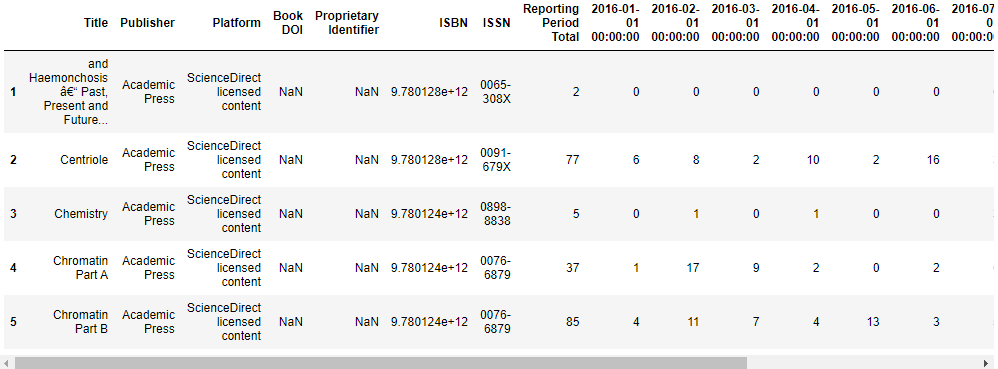 Title Publisher Platform Book DOI Proprietary Identifier ISBN ISSN Reporting Period Total 2016-01-01 00:00:00 2016-02-01 00:00:00 2016-03-01 00:00:00 2016-04-01 00:00:00 2016-05-01 00:00:00 2016-06-01 00:00:00 2016-07
1 and Haemonchosis â€“ Past, Present and Future... Academic Press ScienceDirect licensed content NaN NaN 9.780128e+12 0065-308X 2 0 0 0 0 0 0
2 Centriole Academic Press ScienceDirect licensed content NaN NaN 9.780128e+12 0091-679X 77 6 8 2 10 2 16
3 Chemistry Academic Press ScienceDirect licensed content NaN NaN 9.780124e+12 0898-8838 5 0 1 0 1 0 0
4 Chromatin Part A Academic Press ScienceDirect licensed content NaN NaN 9.780124e+12 0076-6879 37 1 17 9 2 0 2
5 Chromatin Part B Academic Press ScienceDirect licensed content NaN NaN 9.780124e+12 0076-6879 85 4 11 7 4 13 3